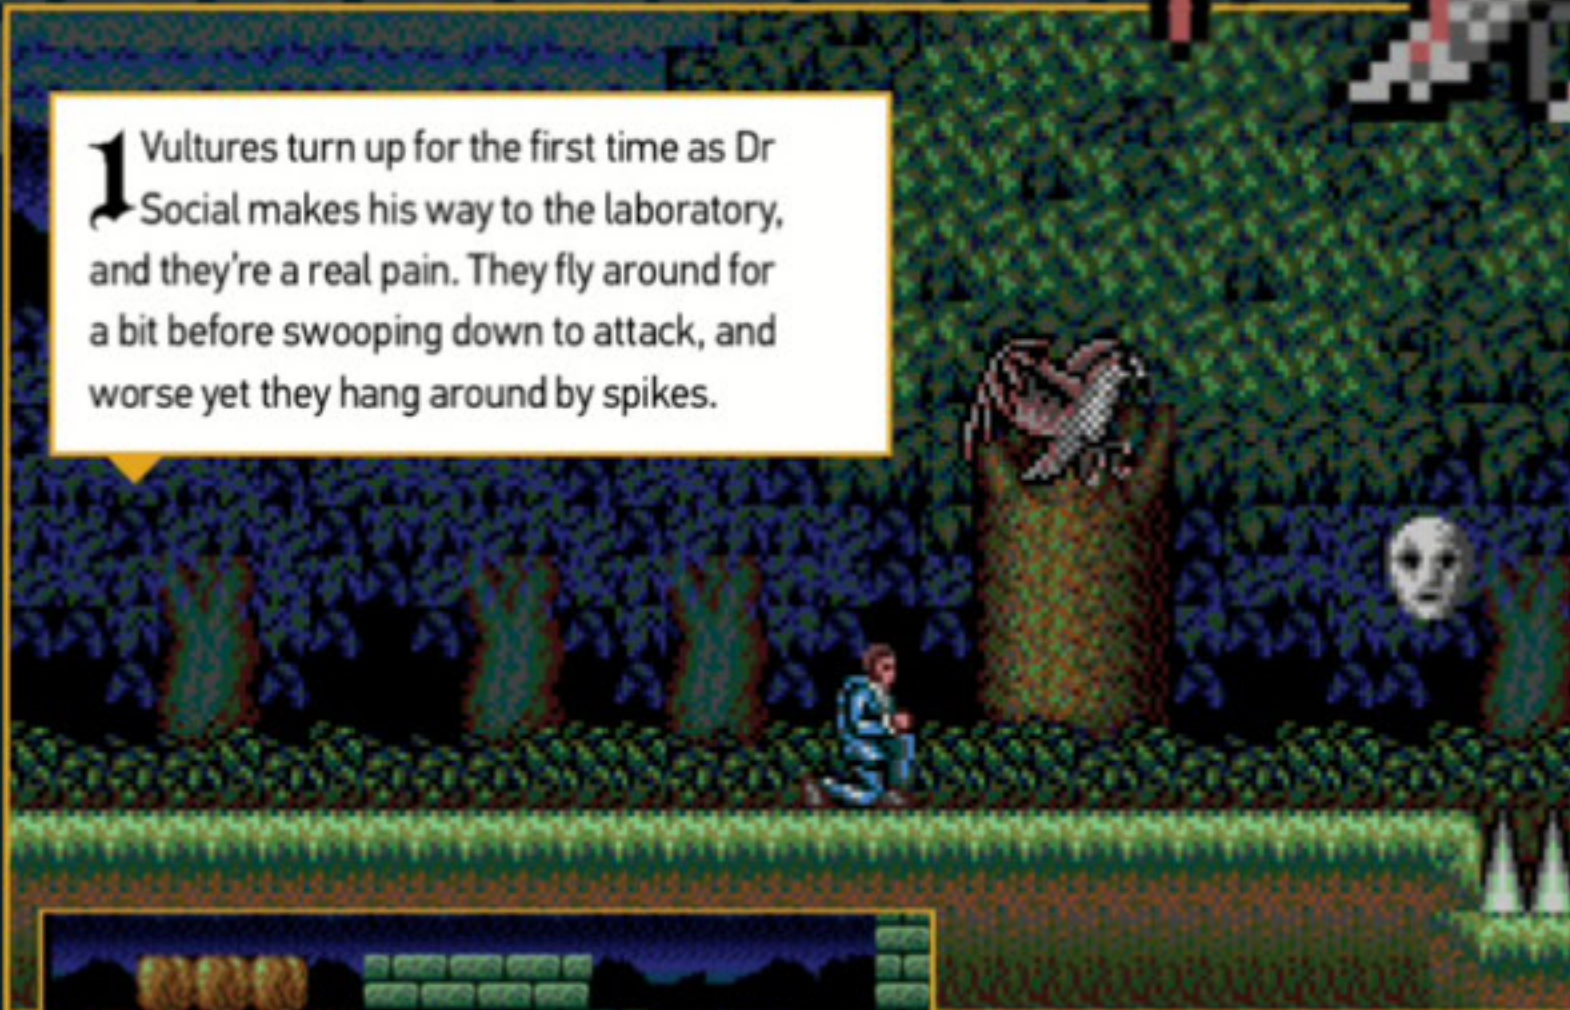 1 Vultures turn up for the first time as Dr
Social makes his way to the laboratory,
and they're a real pain. They fly around for
a bit before swooping down to attack, and
worse yet they hang around by spikes.